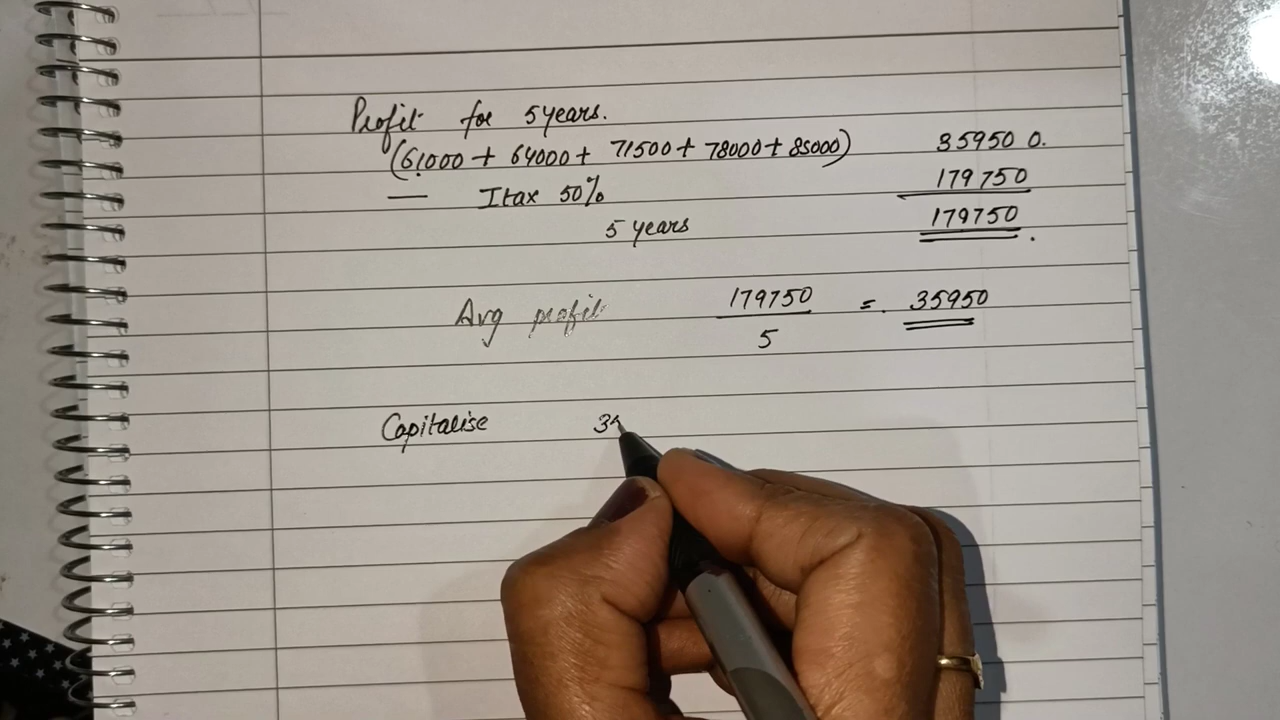 Profit for 5 years.
(61000 + 64000 + 71500 + 78000 + 85000) 359500.
— Itax 50% 179750
5 years 179750.
Avg profit 179750 / 5 = 35950
Capitalise